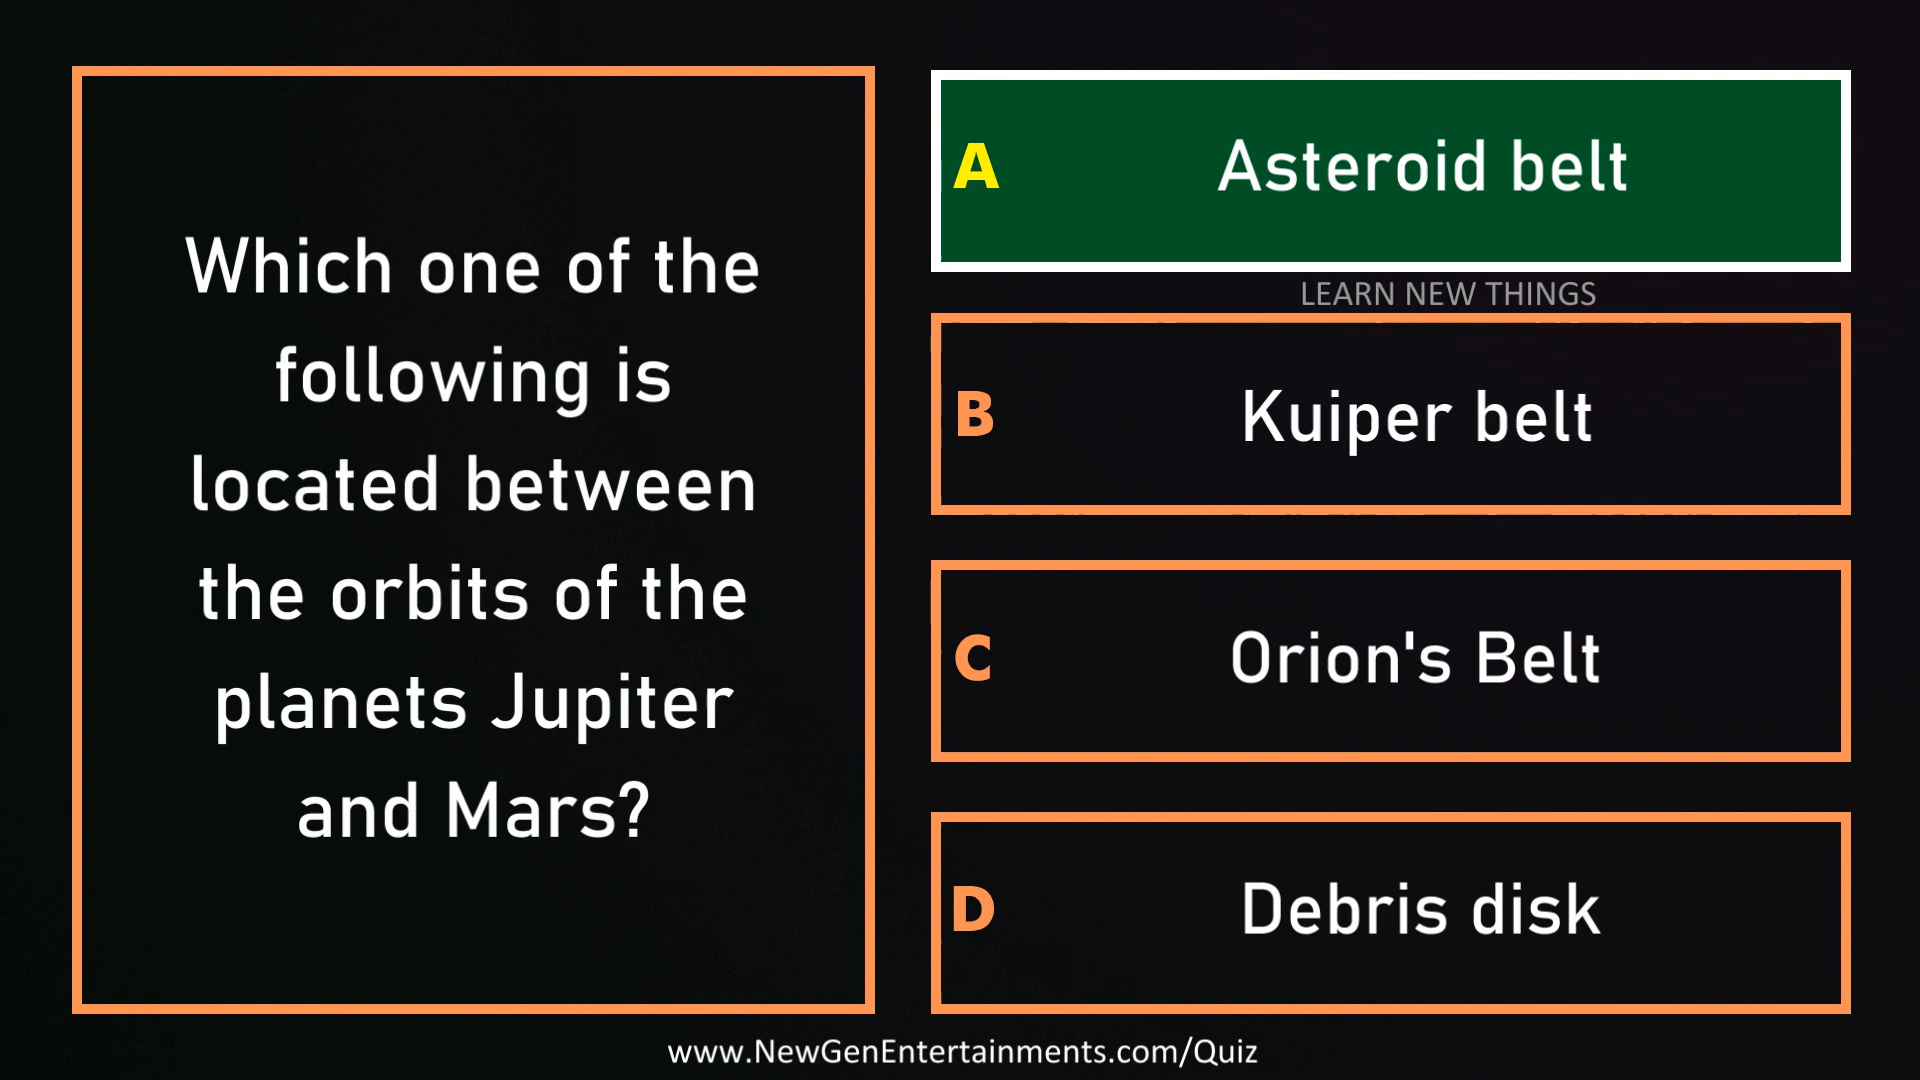 Which one of the
following is
located between
the orbits of the
planets Jupiter
and Mars?
A Asteroid belt
LEARN NEW THINGS
B Kuiper belt
C Orion's Belt
D Debris disk
www.NewGenEntertainments.com/Quiz